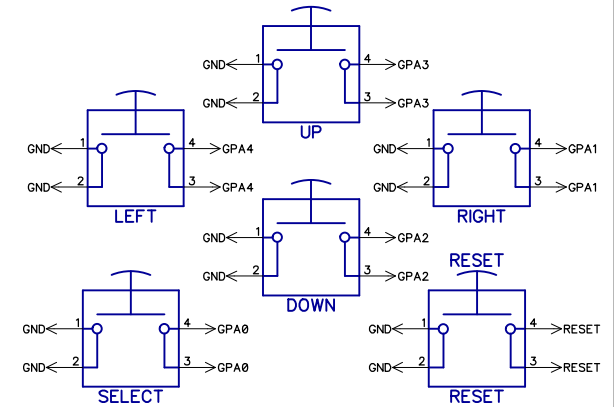 GND 1 4 GPA3
GND 2 3 GPA3
UP
GND 1 4 GPA4
GND 2 3 GPA4
LEFT
GND 1 4 GPA1
GND 2 3 GPA1
RIGHT
GND 1 4 GPA2
GND 2 3 GPA2
DOWN
GND 1 4 GPA0
GND 2 3 GPA0
SELECT
RESET
GND 1 4 RESET
GND 2 3 RESET
RESET